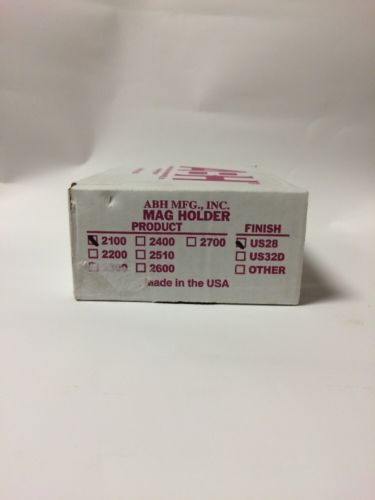 ABH MFG., INC.
MAG HOLDER
PRODUCT FINISH
2100 2400 2700 US28
2200 2510 US32D
2300 2600 OTHER
made in the USA